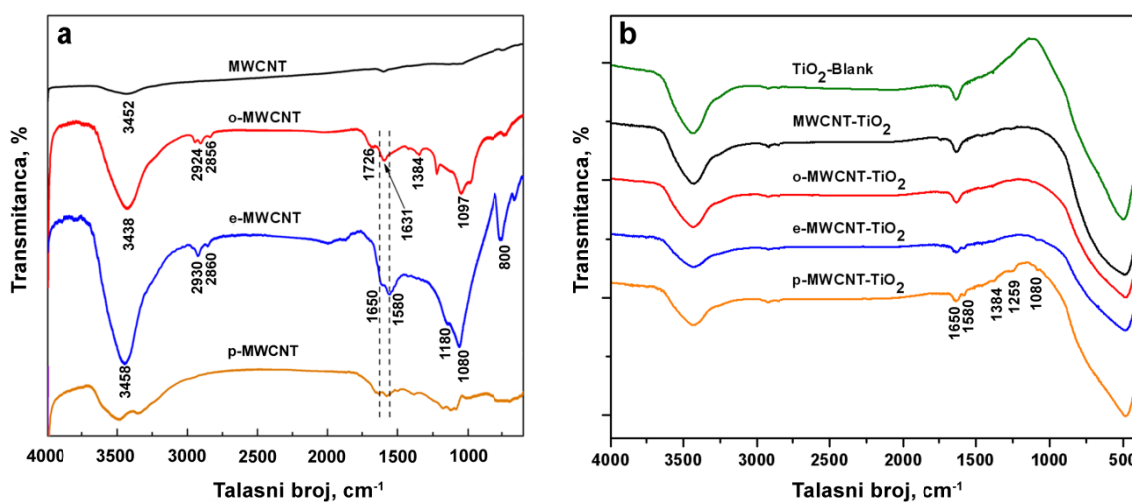 a
MWCNT
3452
o-MWCNT
2924
2856
1726
1384
1631
1097
3438
e-MWCNT
2930
2860
1650
1580
1180
1080
800
3458
p-MWCNT
4000 3500 3000 2500 2000 1500 1000
Talasni broj, cm⁻¹
Transmitanca, %
b
TiO₂-Blank
MWCNT-TiO₂
o-MWCNT-TiO₂
e-MWCNT-TiO₂
p-MWCNT-TiO₂
1650
1580
1384
1259
1080
4000 3500 3000 2500 2000 1500 1000 500
Talasni broj, cm⁻¹
Transmitanca, %